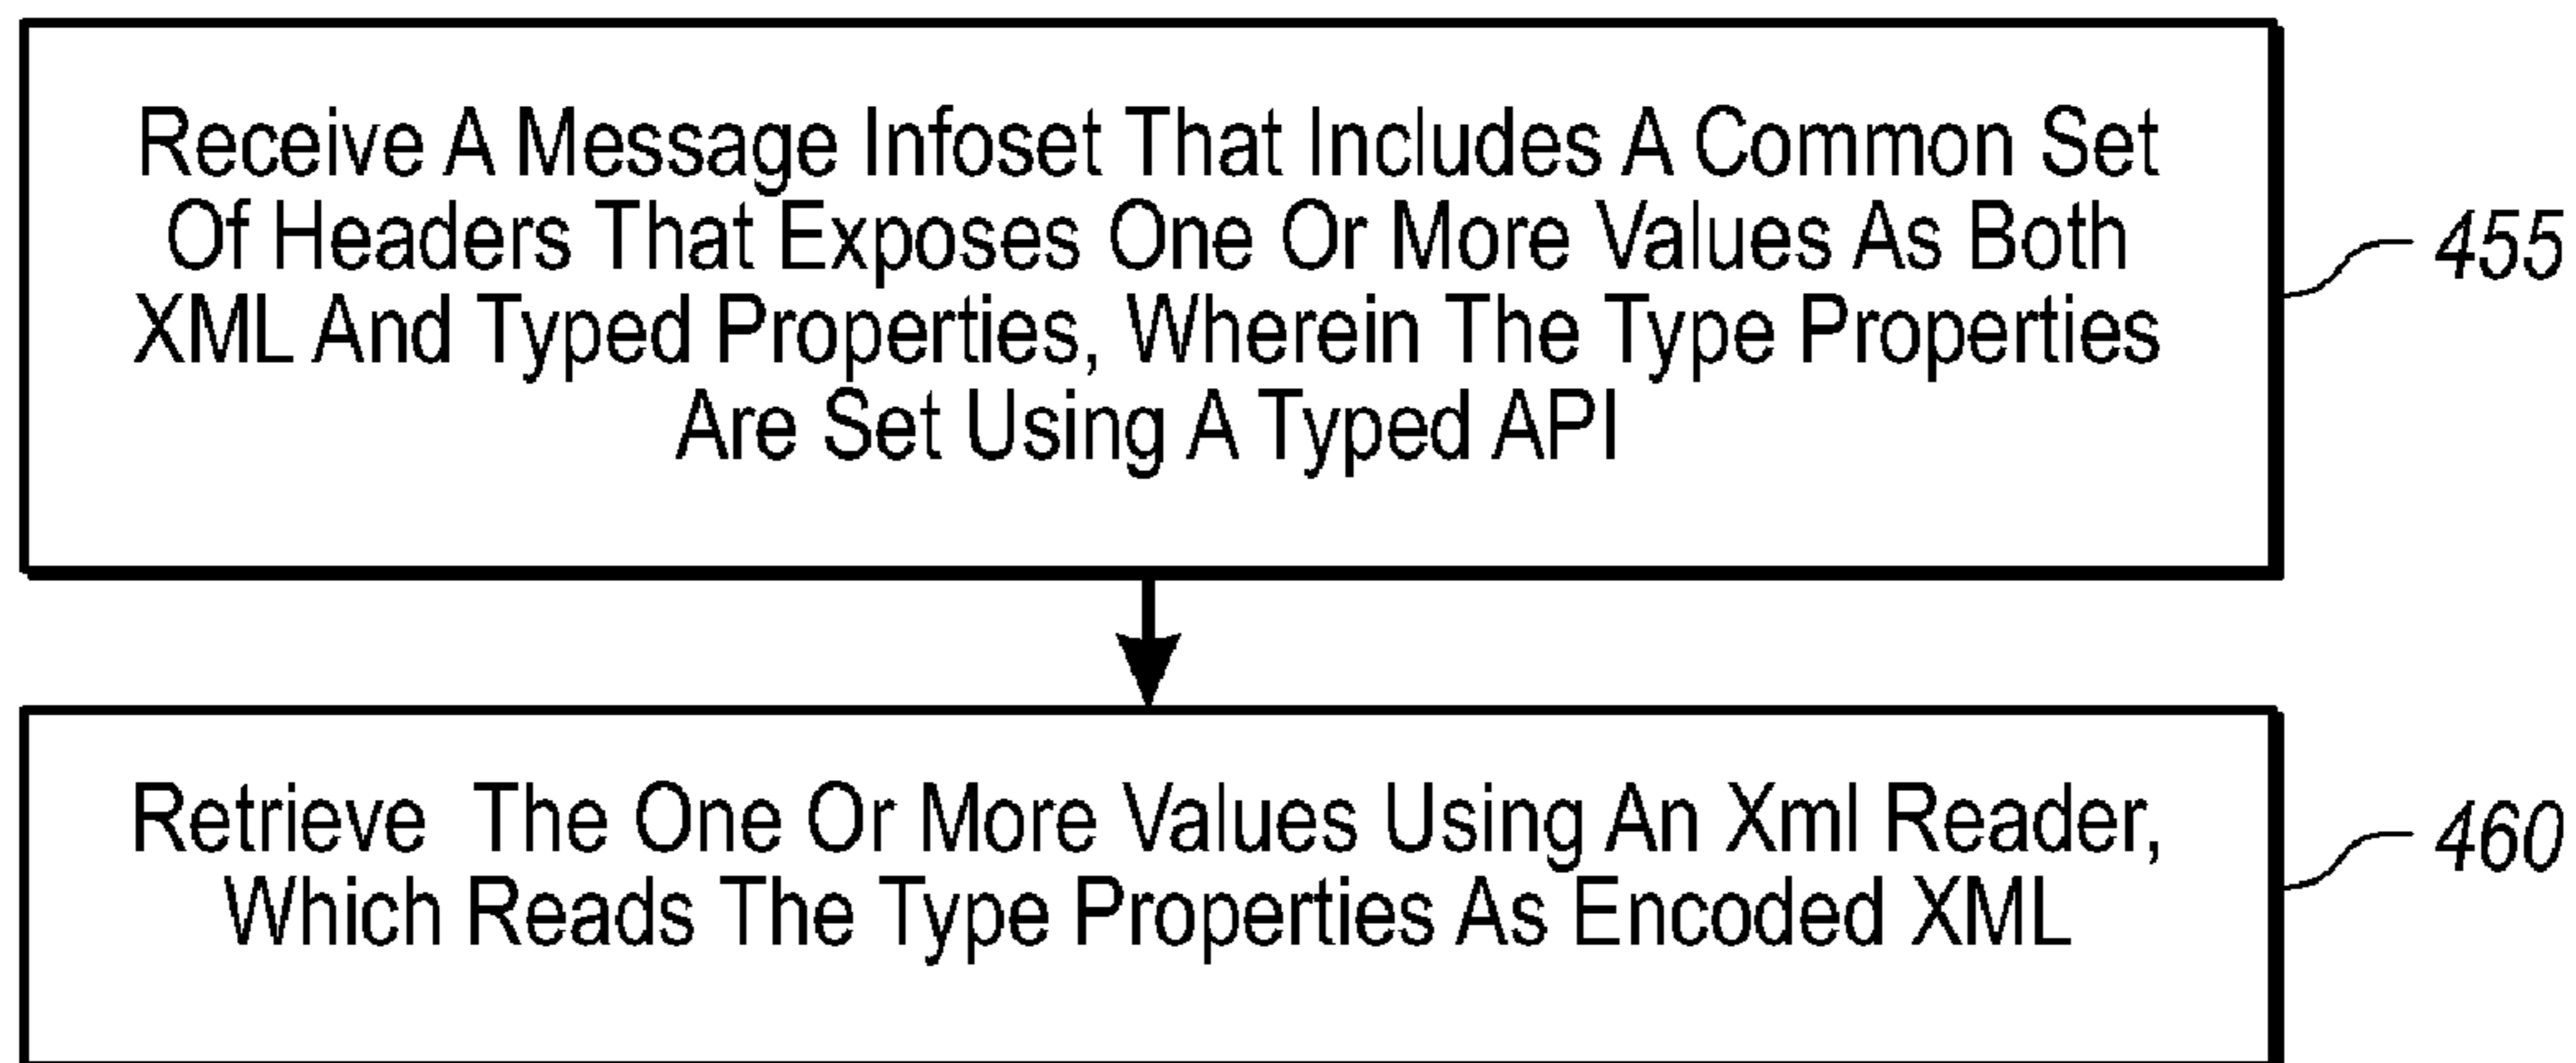 Receive A Message Infoset That Includes A Common Set
Of Headers That Exposes One Or More Values As Both
XML And Typed Properties, Wherein The Type Properties
Are Set Using A Typed API
455
Retrieve The One Or More Values Using An Xml Reader,
Which Reads The Type Properties As Encoded XML
460